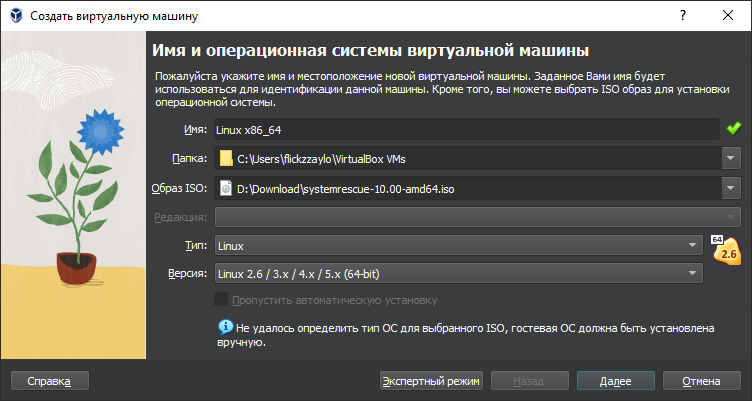 Создать виртуальную машину
?
Имя и операционная системы виртуальной машины
Пожалуйста укажите имя и местоположение новой виртуальной машины. Заданное Вами имя будет
использоваться для идентификации данной машины. Кроме того, вы можете выбрать ISO образ для установки
операционной системы.
Имя: Linux x86_64
Папка: C:\Users\flickzzaylo\VirtualBox VMs
Образ ISO: D:\Download\systemrescue-10.00-amd64.iso
Редакция:
Тип: Linux
64
2.6
Версия: Linux 2.6 / 3.x / 4.x / 5.x (64-bit)
Пропустить автоматическую установку
Не удалось определить тип ОС для выбранного ISO, гостевая ОС должна быть установлена
вручную.
Справка Экспертный режим Назад Далее Отмена